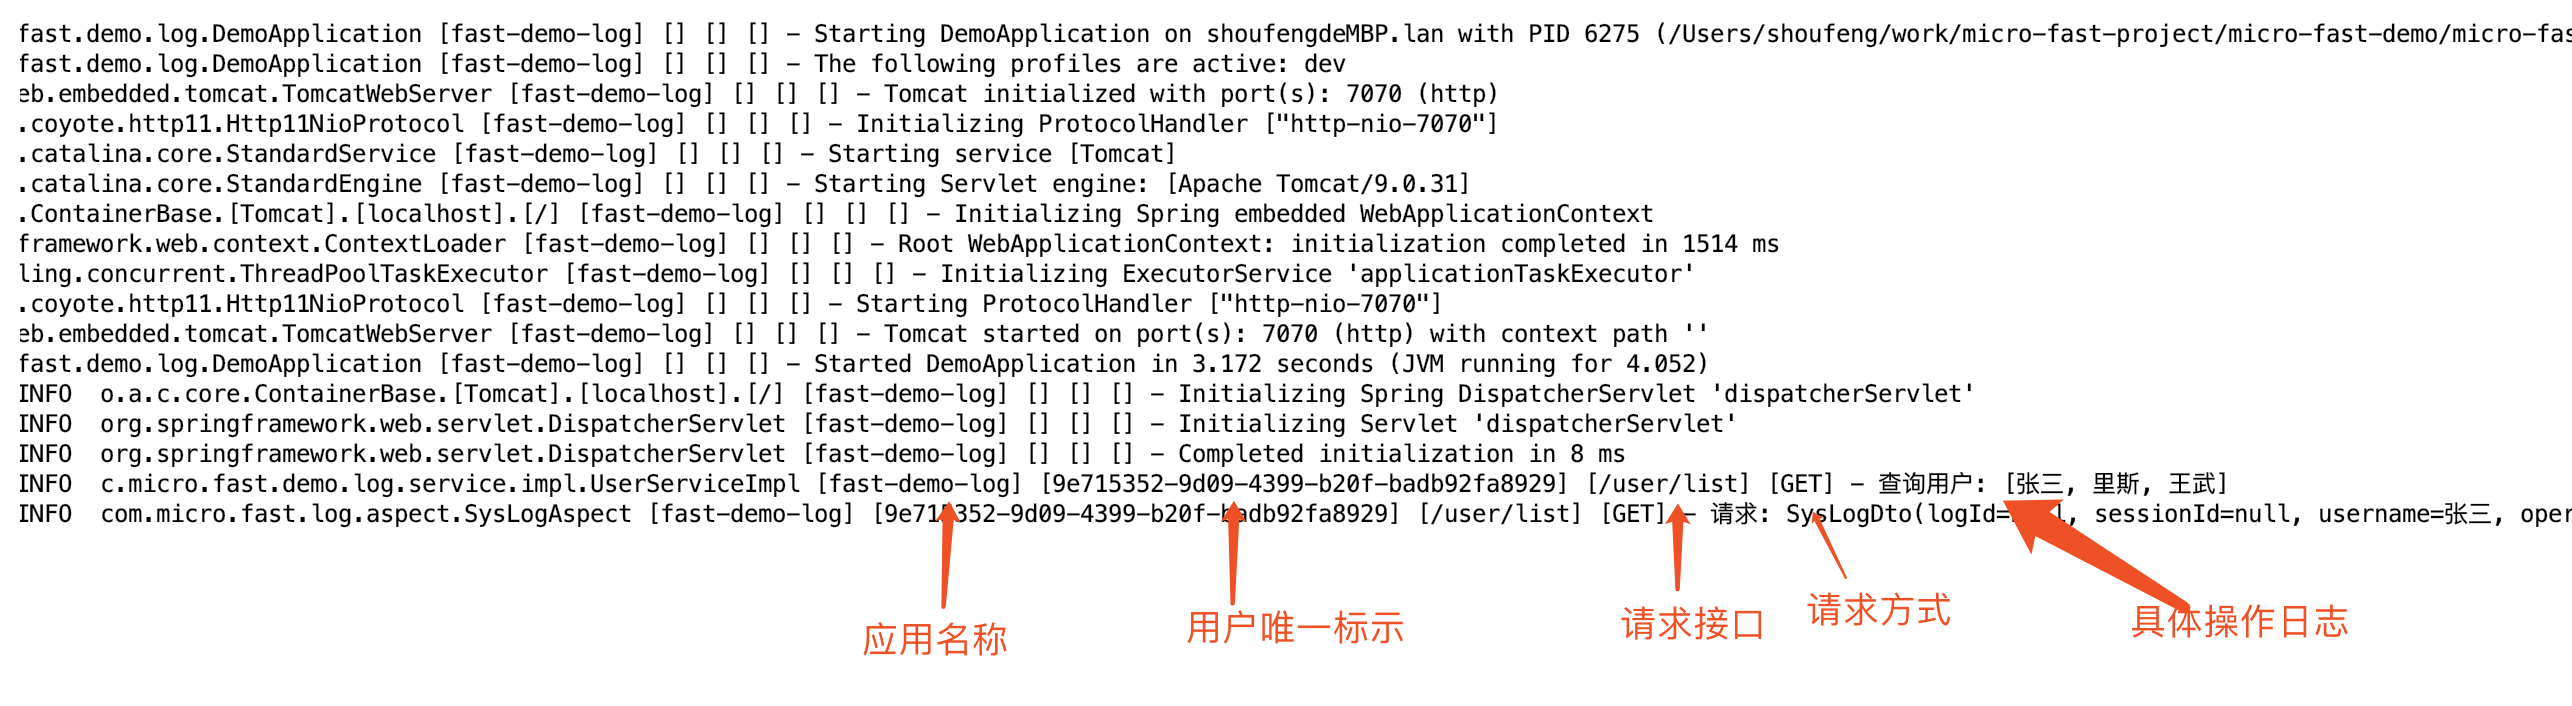 fast.demo.log.DemoApplication [fast-demo-log] [] [] [] - Starting DemoApplication on shoufengdeMBP.lan with PID 6275 (/Users/shoufeng/work/micro-fast-project/micro-fast-demo/micro-fas
fast.demo.log.DemoApplication [fast-demo-log] [] [] [] - The following profiles are active: dev
eb.embedded.tomcat.TomcatWebServer [fast-demo-log] [] [] [] - Tomcat initialized with port(s): 7070 (http)
.coyote.http11.Http11NioProtocol [fast-demo-log] [] [] [] - Initializing ProtocolHandler ["http-nio-7070"]
.catalina.core.StandardService [fast-demo-log] [] [] [] - Starting service [Tomcat]
.catalina.core.StandardEngine [fast-demo-log] [] [] [] - Starting Servlet engine: [Apache Tomcat/9.0.31]
.ContainerBase.[Tomcat].[localhost].[/] [fast-demo-log] [] [] [] - Initializing Spring embedded WebApplicationContext
framework.web.context.ContextLoader [fast-demo-log] [] [] [] - Root WebApplicationContext: initialization completed in 1514 ms
ling.concurrent.ThreadPoolTaskExecutor [fast-demo-log] [] [] [] - Initializing ExecutorService 'applicationTaskExecutor'
.coyote.http11.Http11NioProtocol [fast-demo-log] [] [] [] - Starting ProtocolHandler ["http-nio-7070"]
eb.embedded.tomcat.TomcatWebServer [fast-demo-log] [] [] [] - Tomcat started on port(s): 7070 (http) with context path ''
fast.demo.log.DemoApplication [fast-demo-log] [] [] [] - Started DemoApplication in 3.172 seconds (JVM running for 4.052)
INFO  o.a.c.core.ContainerBase.[Tomcat].[localhost].[/] [fast-demo-log] [] [] [] - Initializing Spring DispatcherServlet 'dispatcherServlet'
INFO  org.springframework.web.servlet.DispatcherServlet [fast-demo-log] [] [] [] - Initializing Servlet 'dispatcherServlet'
INFO  org.springframework.web.servlet.DispatcherServlet [fast-demo-log] [] [] [] - Completed initialization in 8 ms
INFO  c.micro.fast.demo.log.service.impl.UserServiceImpl [fast-demo-log] [9e715352-9d09-4399-b20f-badb92fa8929] [/user/list] [GET] - 查询用户: [张三, 里斯, 王武]
INFO  com.micro.fast.log.aspect.SysLogAspect [fast-demo-log] [9e715352-9d09-4399-b20f-badb92fa8929] [/user/list] [GET] - 请求: SysLogDto(logId=null, sessionId=null, username=张三, oper
应用名称
用户唯一标示
请求接口
请求方式
具体操作日志